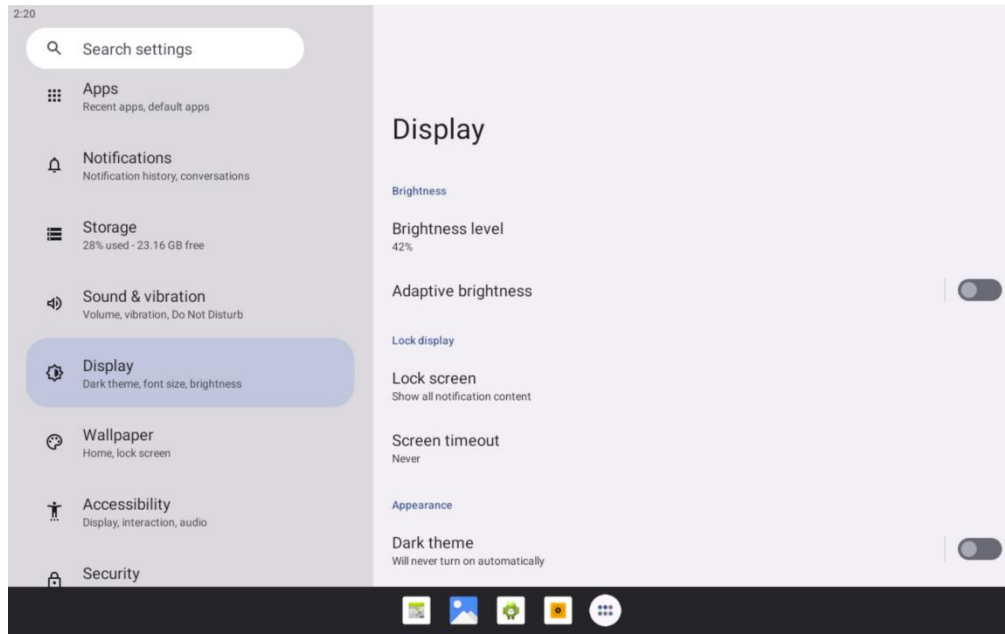 2:20
Search settings
Apps
Recent apps, default apps
Notifications
Notification history, conversations
Storage
28% used - 23.16 GB free
Sound & vibration
Volume, vibration, Do Not Disturb
Display
Dark theme, font size, brightness
Wallpaper
Home, lock screen
Accessibility
Display, interaction, audio
Security
Display
Brightness
Brightness level
42%
Adaptive brightness
Lock display
Lock screen
Show all notification content
Screen timeout
Never
Appearance
Dark theme
Will never turn on automatically